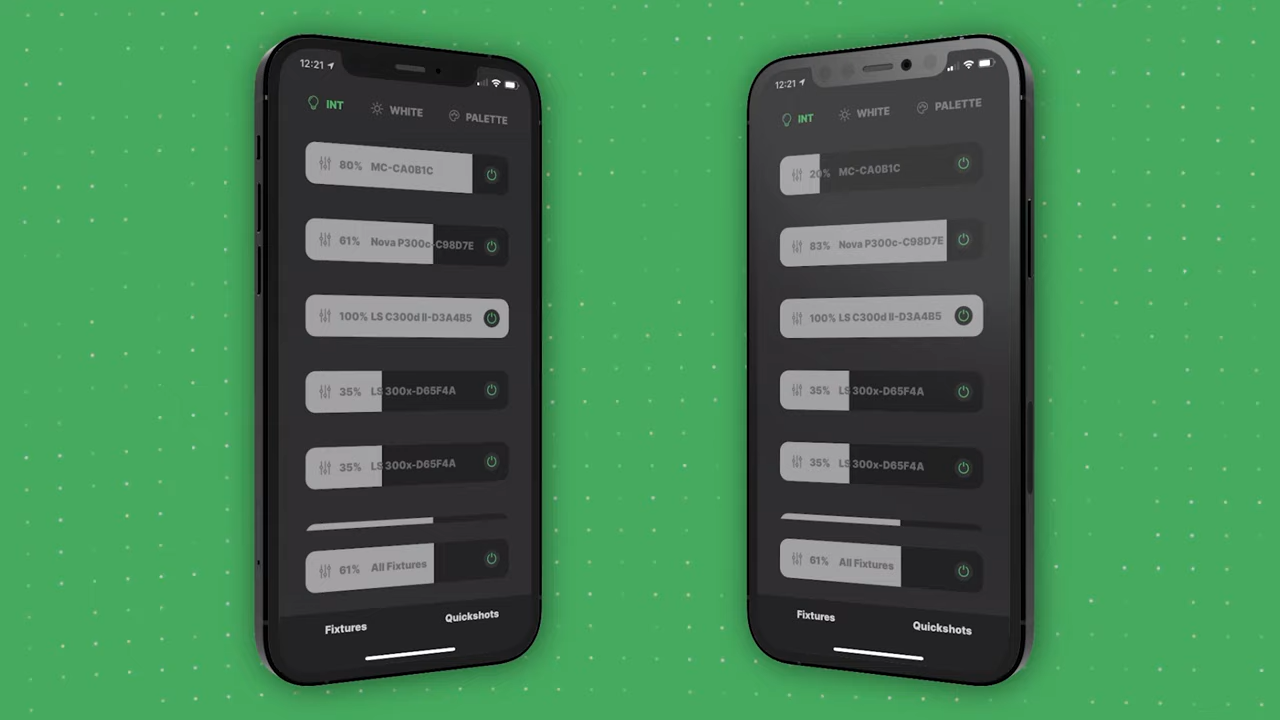 12:21
INT
WHITE
PALETTE
80% MC-CA0B1C
61% Nova P300c-C98D7E
100% LS C300d II-D3A4B5
35% LS 300x-D65F4A
35% LS 300x-D65F4A
61% All Fixtures
Fixtures
Quickshots
12:21
INT
WHITE
PALETTE
20% MC-CA0B1C
83% Nova P300c-C98D7E
100% LS C300d II-D3A4B5
35% LS 300x-D65F4A
35% LS 300x-D65F4A
61% All Fixtures
Fixtures
Quickshots